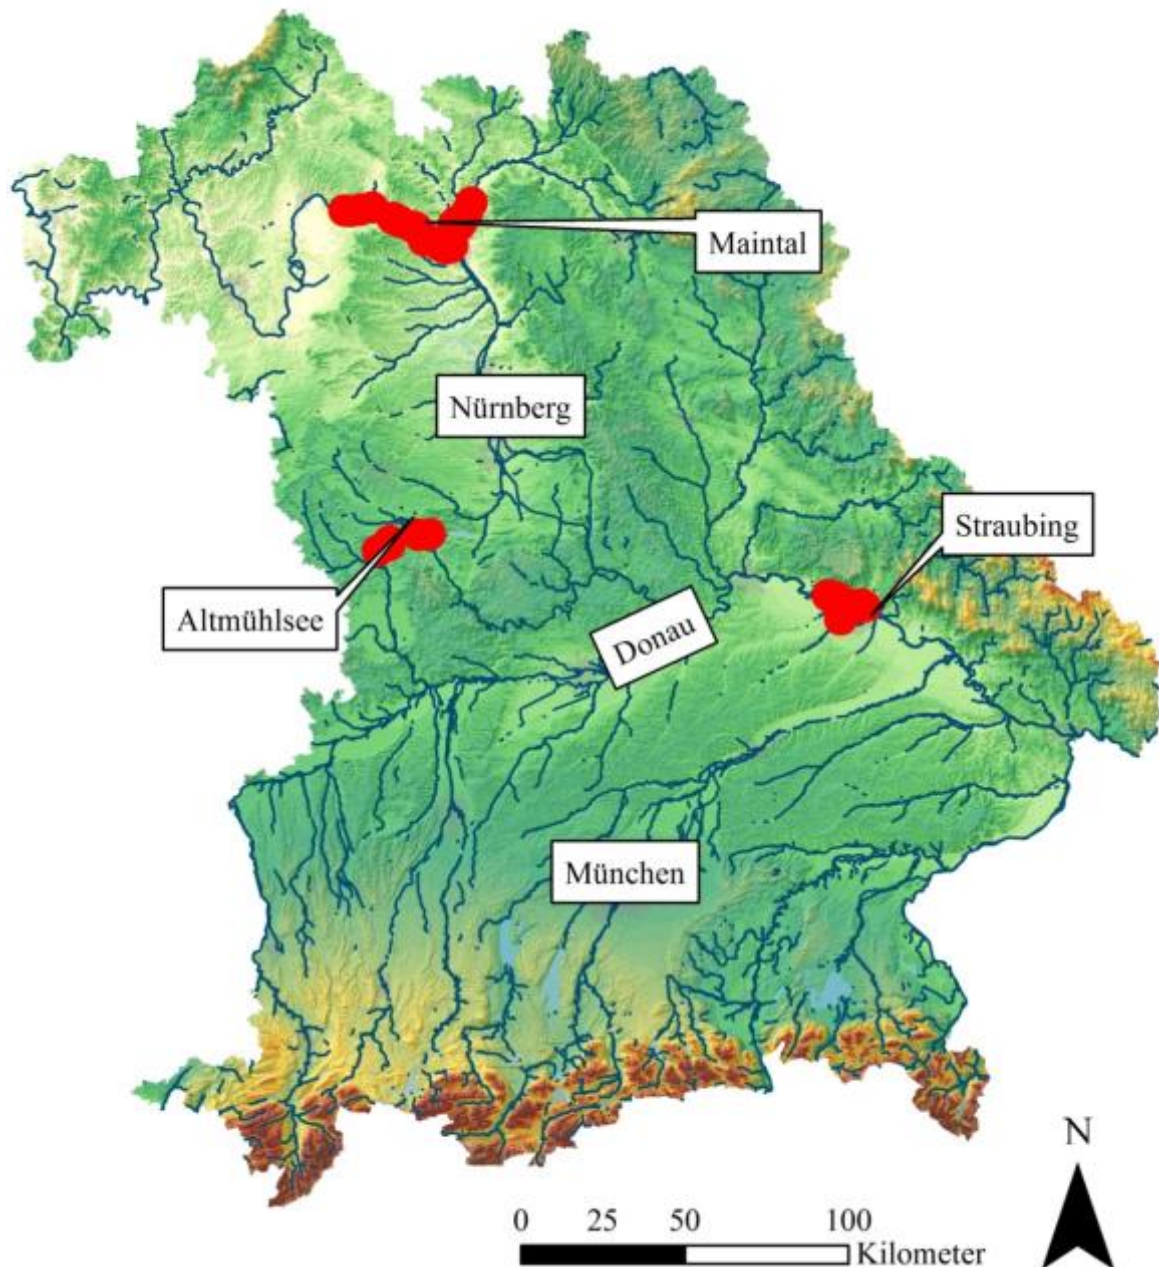 Maintal
Nürnberg
Straubing
Altmühlsee
Donau
München
N
0 25 50 100
Kilometer